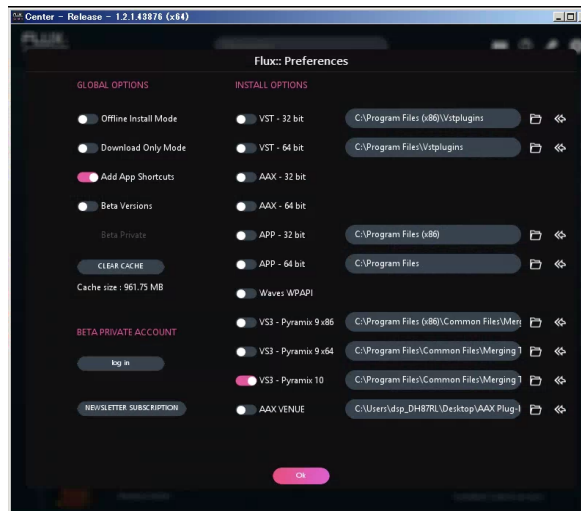 Center - Release - 1.2.1.43876 (x64)
FLUX
Flux:: Preferences
GLOBAL OPTIONS
INSTALL OPTIONS
Offline Install Mode
VST - 32 bit
C:\Program Files (x86)\Vstplugins
Download Only Mode
VST - 64 bit
C:\Program Files\Vstplugins
Add App Shortcuts
AAX - 32 bit
Beta Versions
AAX - 64 bit
Beta Private
APP - 32 bit
C:\Program Files (x86)
CLEAR CACHE
APP - 64 bit
C:\Program Files
Cache size : 961.75 MB
Waves WPAPI
VS3 - Pyramix 9 x86
C:\Program Files (x86)\Common Files\Merg
BETA PRIVATE ACCOUNT
VS3 - Pyramix 9 x64
C:\Program Files\Common Files\Merging T
log in
VS3 - Pyramix 10
C:\Program Files\Common Files\Merging T
NEWSLETTER SUBSCRIPTION
AAX VENUE
C:\Users\dsp_DH87RL\Desktop\AAX Plug-I
Ok